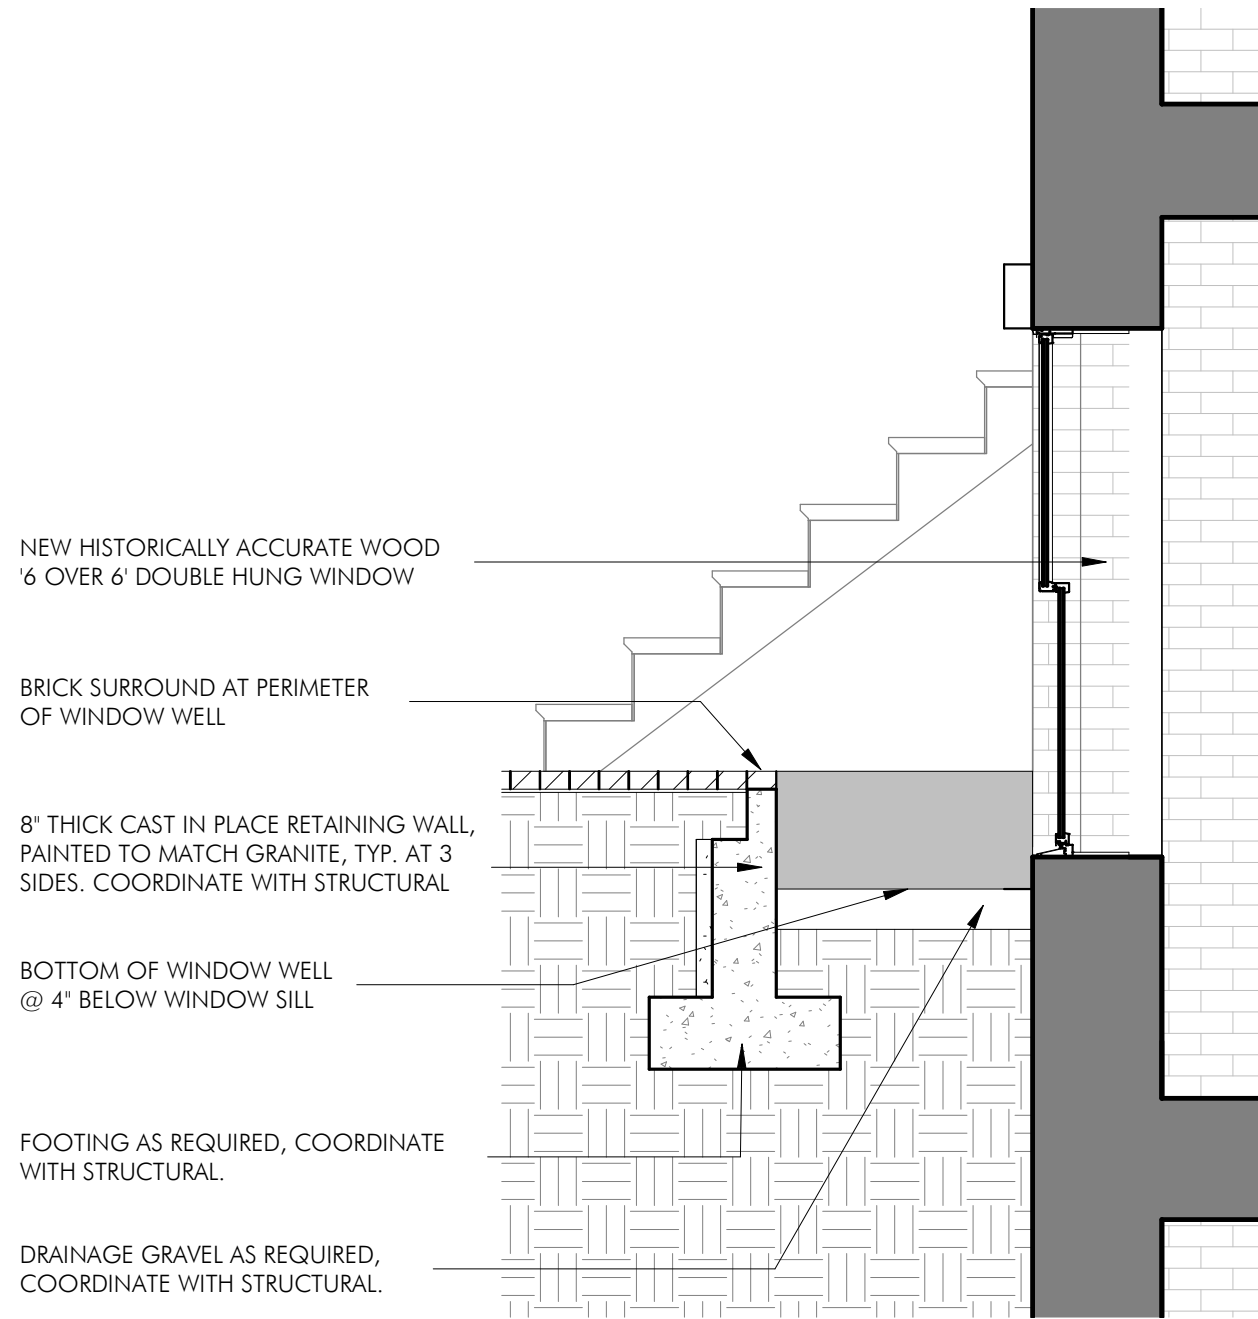 NEW HISTORICALLY ACCURATE WOOD
'6 OVER 6' DOUBLE HUNG WINDOW
BRICK SURROUND AT PERIMETER
OF WINDOW WELL
8" THICK CAST IN PLACE RETAINING WALL,
PAINTED TO MATCH GRANITE, TYP. AT 3
SIDES. COORDINATE WITH STRUCTURAL
BOTTOM OF WINDOW WELL
@ 4" BELOW WINDOW SILL
FOOTING AS REQUIRED, COORDINATE
WITH STRUCTURAL.
DRAINAGE GRAVEL AS REQUIRED,
COORDINATE WITH STRUCTURAL.